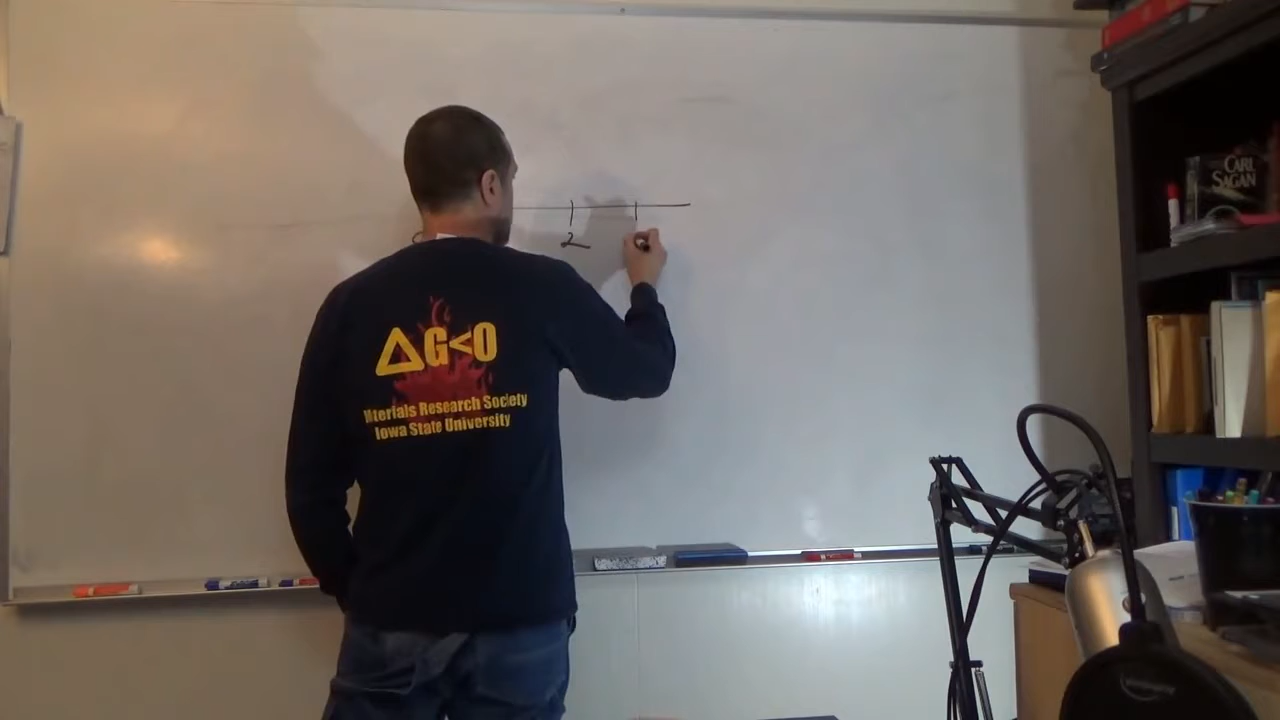 2
ΔG<0
Materials Research Society
Iowa State University
CARL
SAGAN